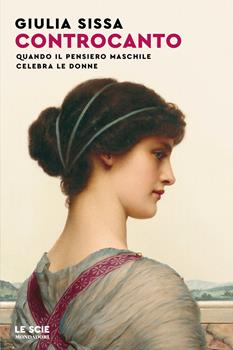 GIULIA SISSA
CONTROCANTO
QUANDO IL PENSIERO MASCHILE
CELEBRA LE DONNE
LE SCIE
MONDADORI